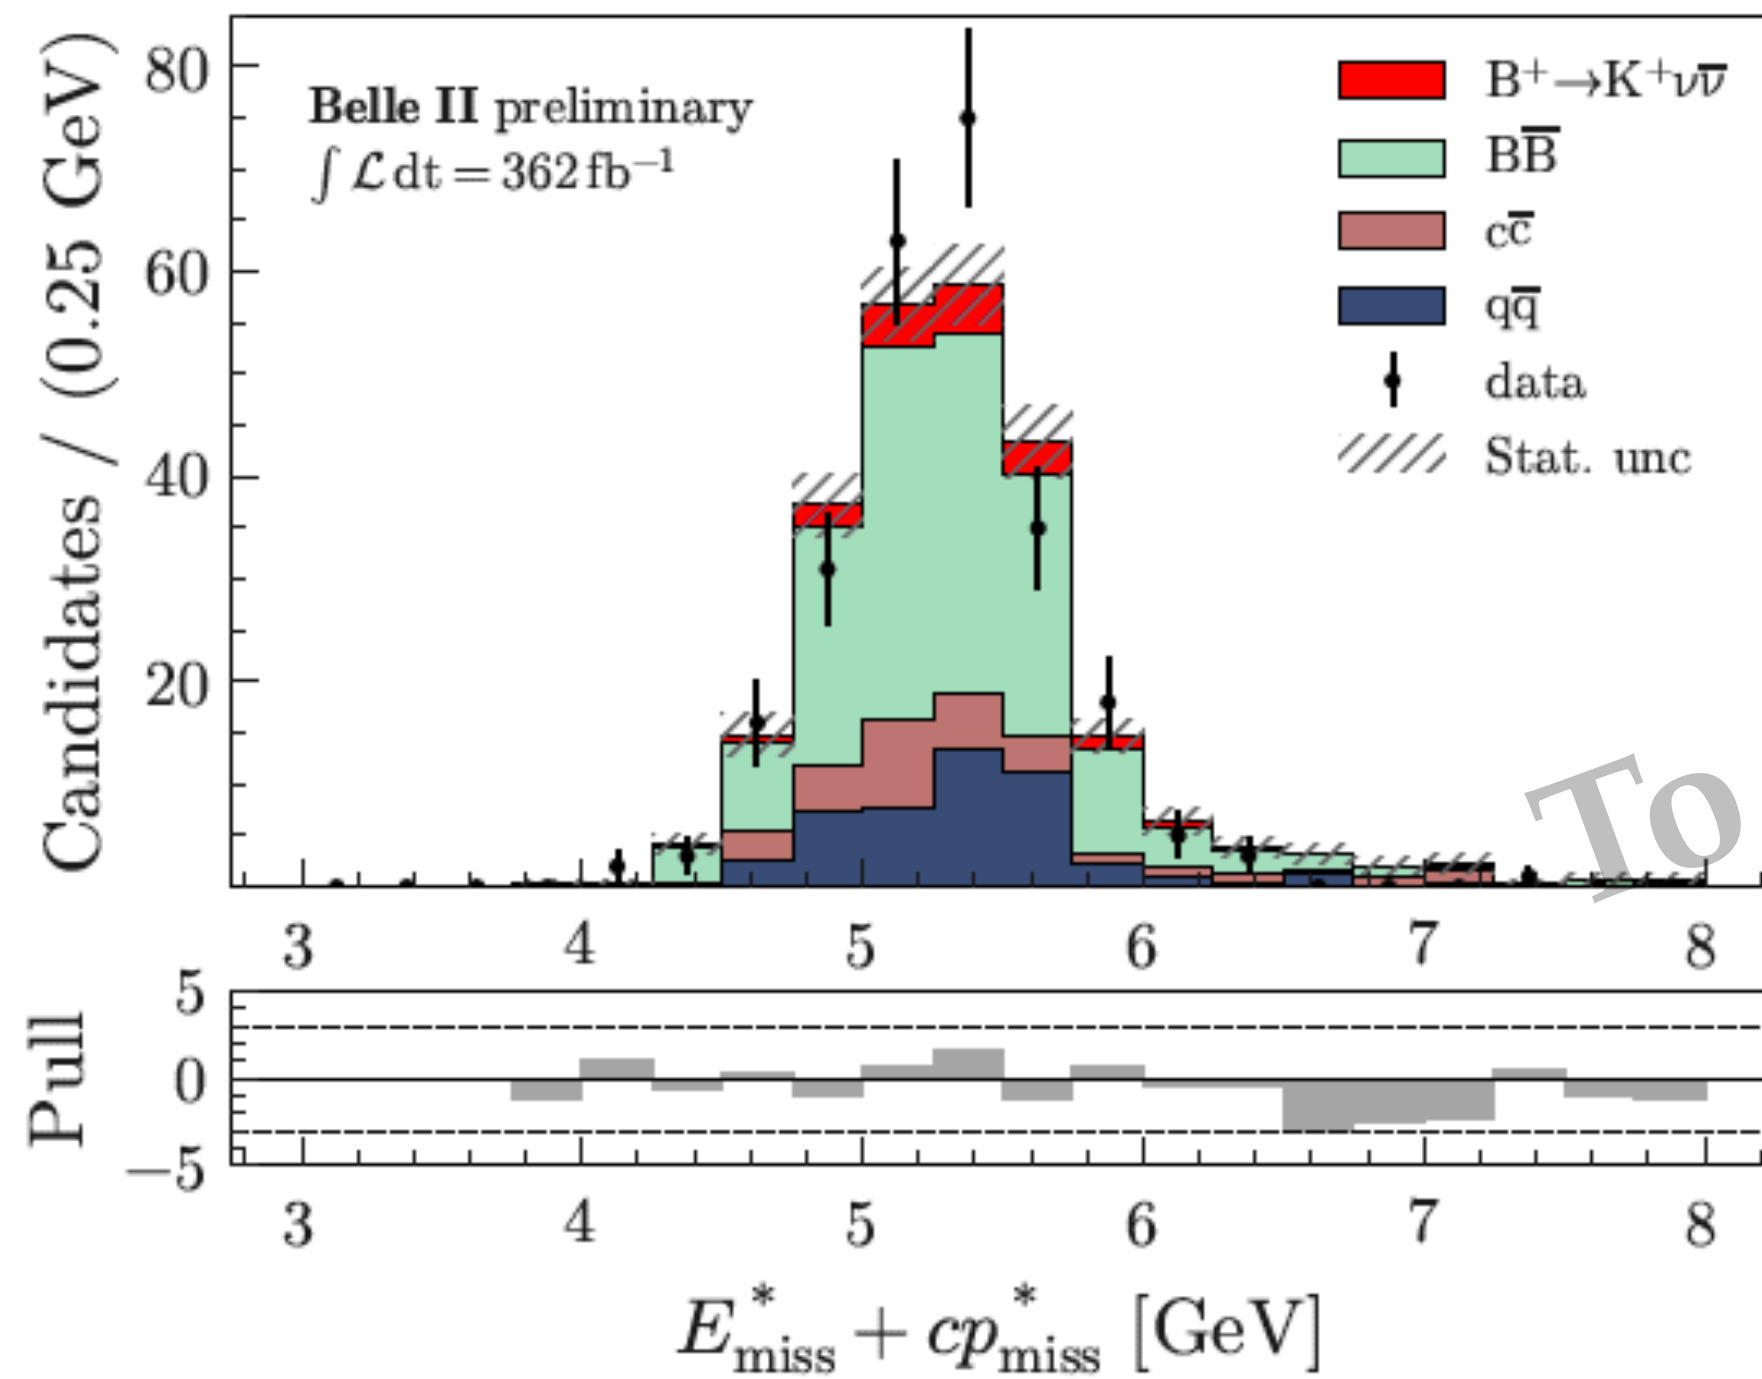 Candidates / (0.25 GeV)
80
60
40
20
Belle II preliminary
∫ ℒ dt = 362 fb⁻¹
B⁺→K⁺νν̅
BB̅
cc̅
qq̅
data
Stat. unc
To
3 4 5 6 7 8
Pull
5
0
−5
3 4 5 6 7 8
E*miss + cp*miss [GeV]